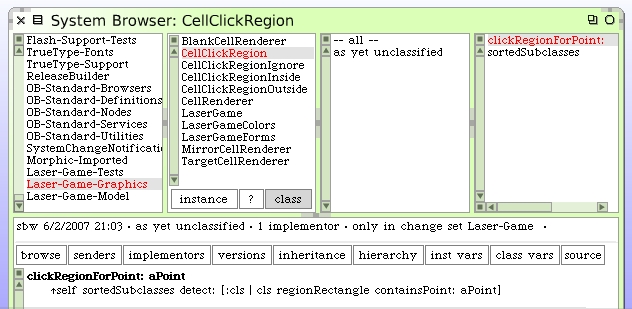 System Browser: CellClickRegion
Flash-Support-Tests
TrueType-Fonts
TrueType-Support
ReleaseBuilder
OB-Standard-Browsers
OB-Standard-Definitions
OB-Standard-Nodes
OB-Standard-Services
OB-Standard-Utilities
SystemChangeNotificatio
Morphic-Imported
Laser-Game-Tests
Laser-Game-Graphics
Laser-Game-Model
BlankCellRenderer
CellClickRegion
CellClickRegionIgnore
CellClickRegionInside
CellClickRegionOutside
CellRenderer
LaserGame
LaserGameColors
LaserGameForms
MirrorCellRenderer
TargetCellRenderer
instance ? class
-- all --
as yet unclassified
clickRegionForPoint:
sortedSubclasses
sbw 6/2/2007 21:03 · as yet unclassified · 1 implementor · only in change set Laser-Game ·
browse senders implementors versions inheritance hierarchy inst vars class vars source
clickRegionForPoint: aPoint
↑self sortedSubclasses detect: [:cls | cls regionRectangle containsPoint: aPoint]